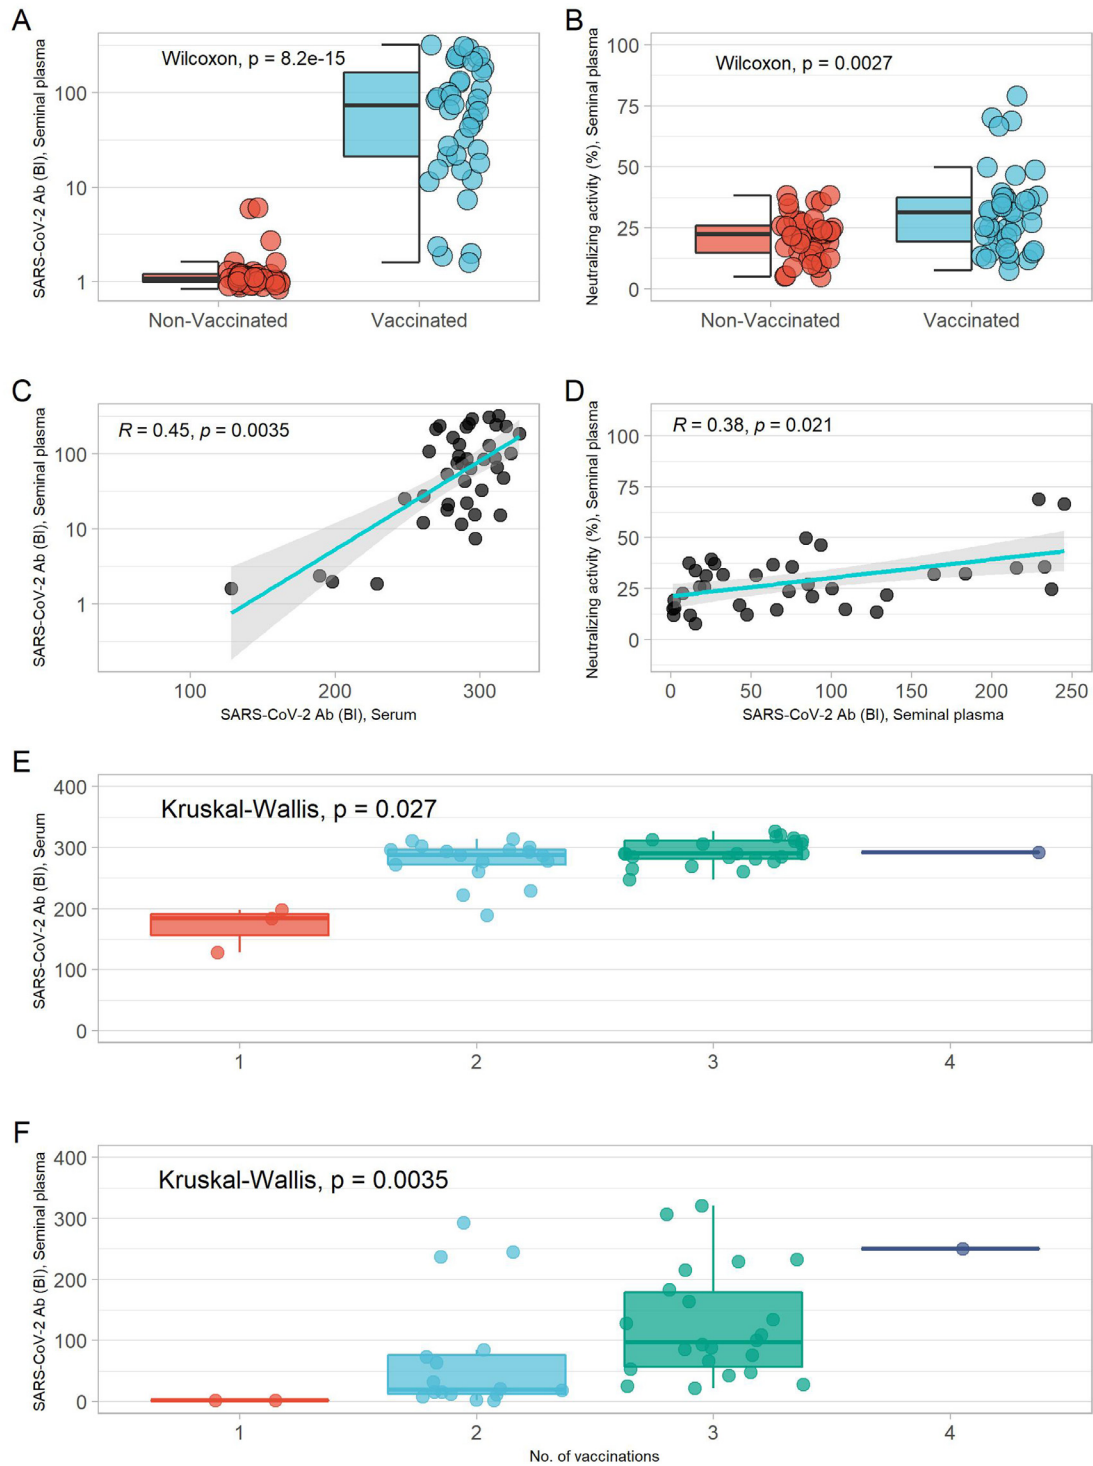 A
SARS-CoV-2 Ab (BI), Seminal plasma
Wilcoxon, p = 8.2e-15
100
10
1
Non-Vaccinated
Vaccinated
B
Neutralizing activity (%), Seminal plasma
Wilcoxon, p = 0.0027
100
75
50
25
0
Non-Vaccinated
Vaccinated
C
SARS-CoV-2 Ab (BI), Seminal plasma
R = 0.45, p = 0.0035
100
10
1
100
200
300
SARS-CoV-2 Ab (BI), Serum
D
Neutralizing activity (%), Seminal plasma
R = 0.38, p = 0.021
100
75
50
25
0
0
50
100
150
200
250
SARS-CoV-2 Ab (BI), Seminal plasma
E
SARS-CoV-2 Ab (BI), Serum
Kruskal-Wallis, p = 0.027
400
300
200
100
0
1
2
3
4
F
SARS-CoV-2 Ab (BI), Seminal plasma
Kruskal-Wallis, p = 0.0035
400
300
200
100
0
1
2
3
4
No. of vaccinations